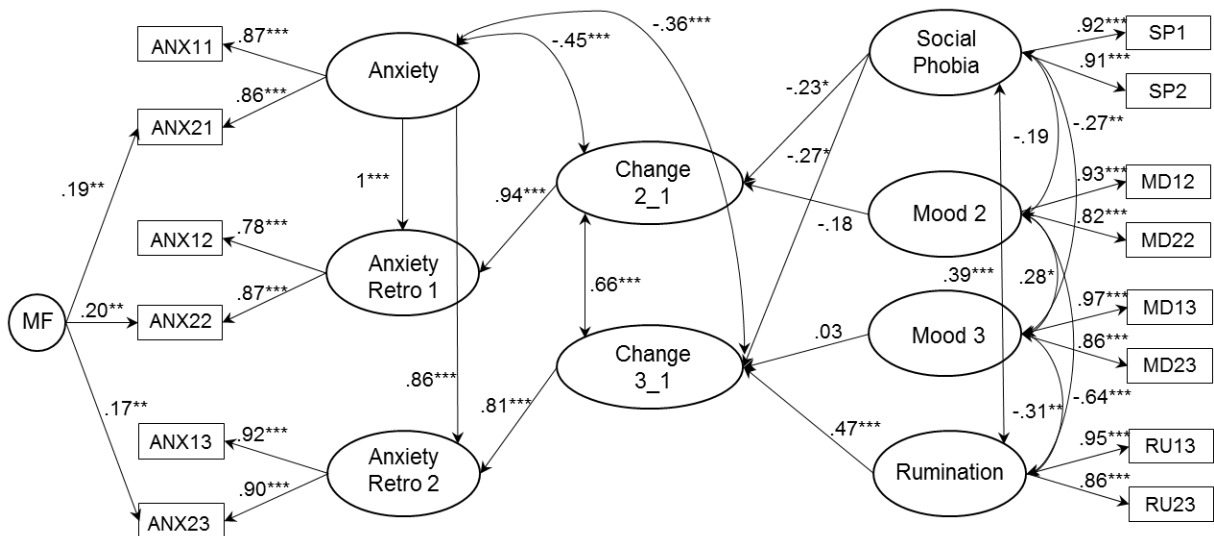 ANX11
.87***
Anxiety
.86***
ANX21
-.45***
-.36***
Social
Phobia
.92***
SP1
.91***
SP2
-.23*
-.27*
-.19
-.27**
.19**
1***
.94***
Change
2_1
-.18
Mood 2
.93***
MD12
.82***
MD22
ANX12
.78***
Anxiety
Retro 1
.87***
ANX22
MF
.20**
.66***
.39***
.28*
.03
Mood 3
.97***
MD13
.86***
MD23
Change
3_1
.86***
.81***
.17**
-.31**
-.64***
.47***
ANX13
.92***
Anxiety
Retro 2
.90***
ANX23
Rumination
.95***
RU13
.86***
RU23